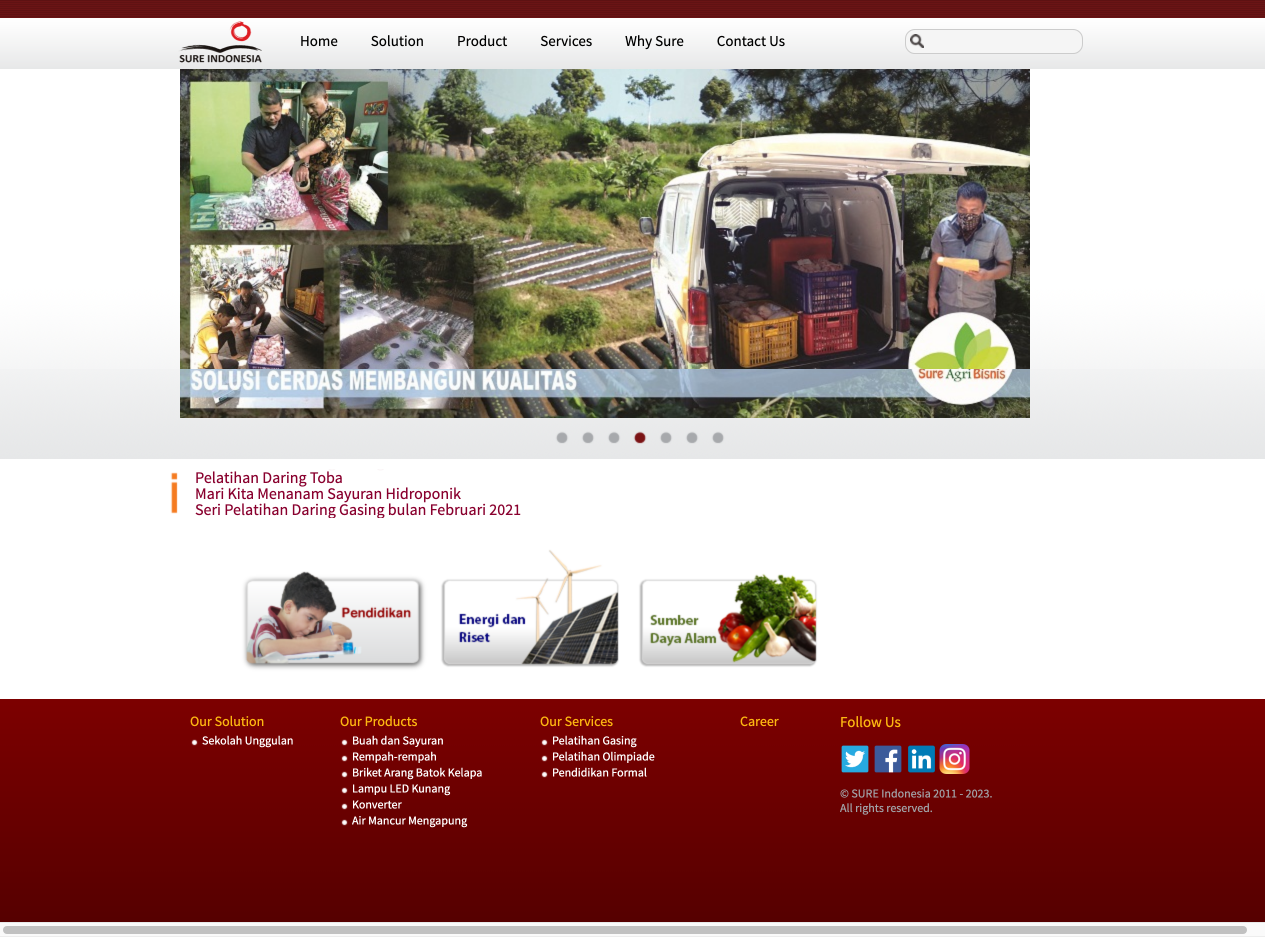 SURE INDONESIA
Home
Solution
Product
Services
Why Sure
Contact Us
SOLUSI CERDAS MEMBANGUN KUALITAS
Sure Agri Bisnis
i
Pelatihan Daring Toba
Mari Kita Menanam Sayuran Hidroponik
Seri Pelatihan Daring Gasing bulan Februari 2021
Pendidikan
Energi dan
Riset
Sumber
Daya Alam
Our Solution
Sekolah Unggulan
Our Products
Buah dan Sayuran
Rempah-rempah
Briket Arang Batok Kelapa
Lampu LED Kunang
Konverter
Air Mancur Mengapung
Our Services
Pelatihan Gasing
Pelatihan Olimpiade
Pendidikan Formal
Career
Follow Us
© SURE Indonesia 2011 - 2023.
All rights reserved.